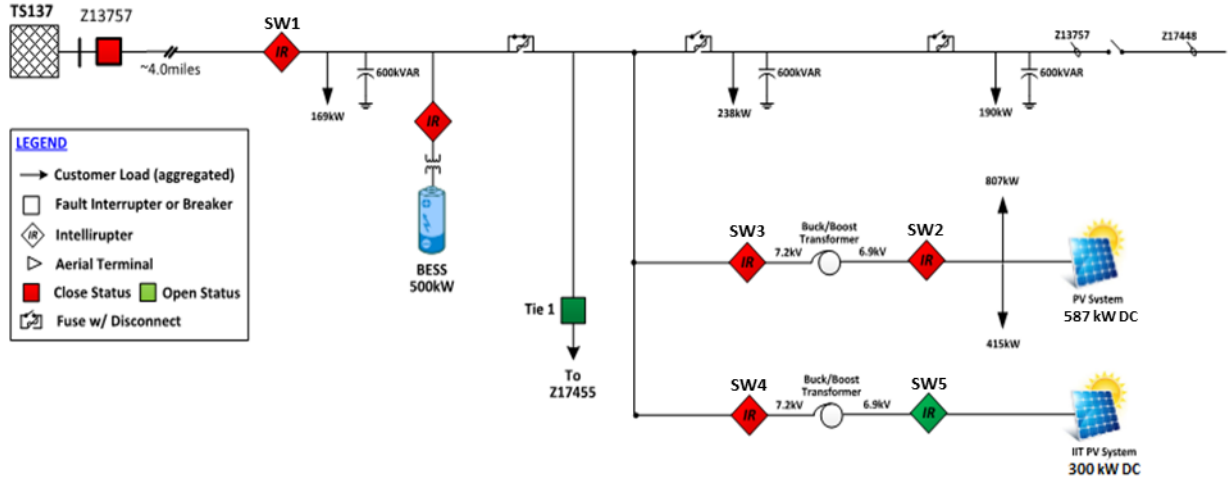 TS137
Z13757
SW1
IR
~4.0miles
169kW
600kVAR
IR
BESS
500kW
Tie 1
To
Z17455
238kW
600kVAR
190kW
600kVAR
Z13757
Z17448
LEGEND
Customer Load (aggregated)
Fault Interrupter or Breaker
IR
Intellirupter
Aerial Terminal
Close Status
Open Status
Fuse w/ Disconnect
SW3
IR
7.2kV
Buck/Boost
Transformer
6.9kV
SW2
IR
807kW
415kW
PV System
587 kW DC
SW4
IR
7.2kV
Buck/Boost
Transformer
6.9kV
SW5
IR
IIT PV System
300 kW DC